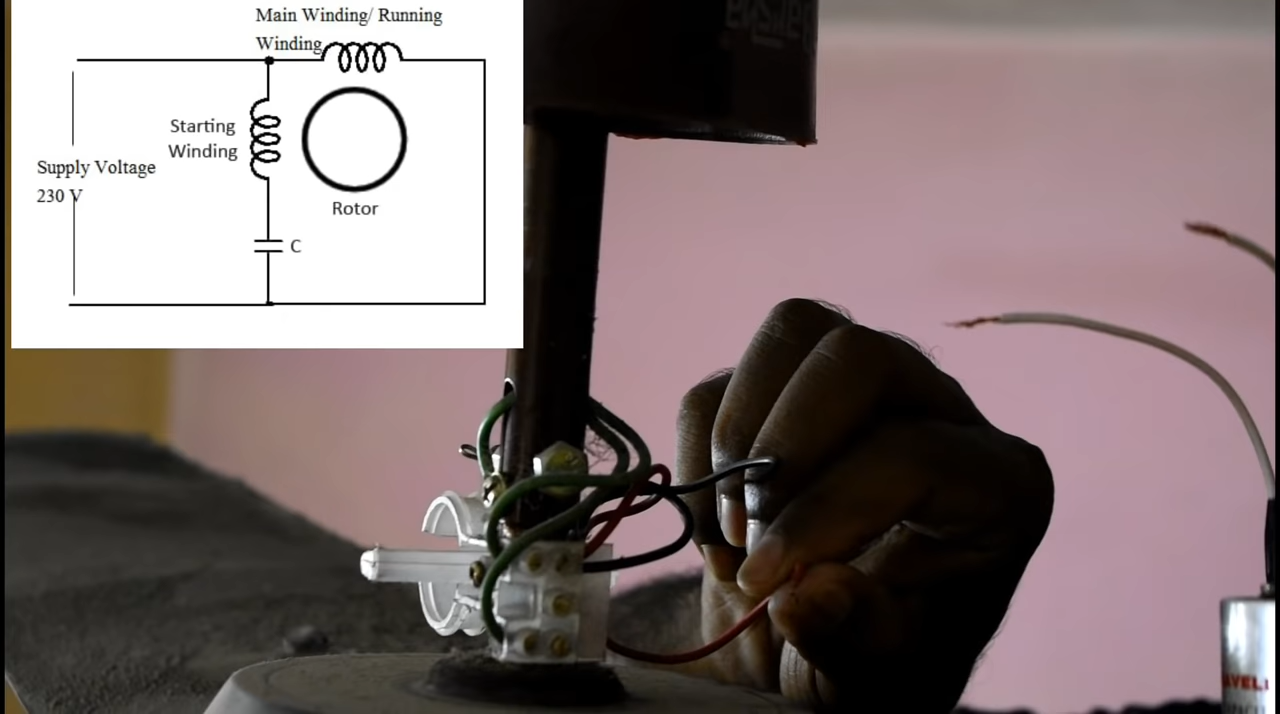 Main Winding/ Running
Winding
Starting
Winding
Supply Voltage
230 V
Rotor
C